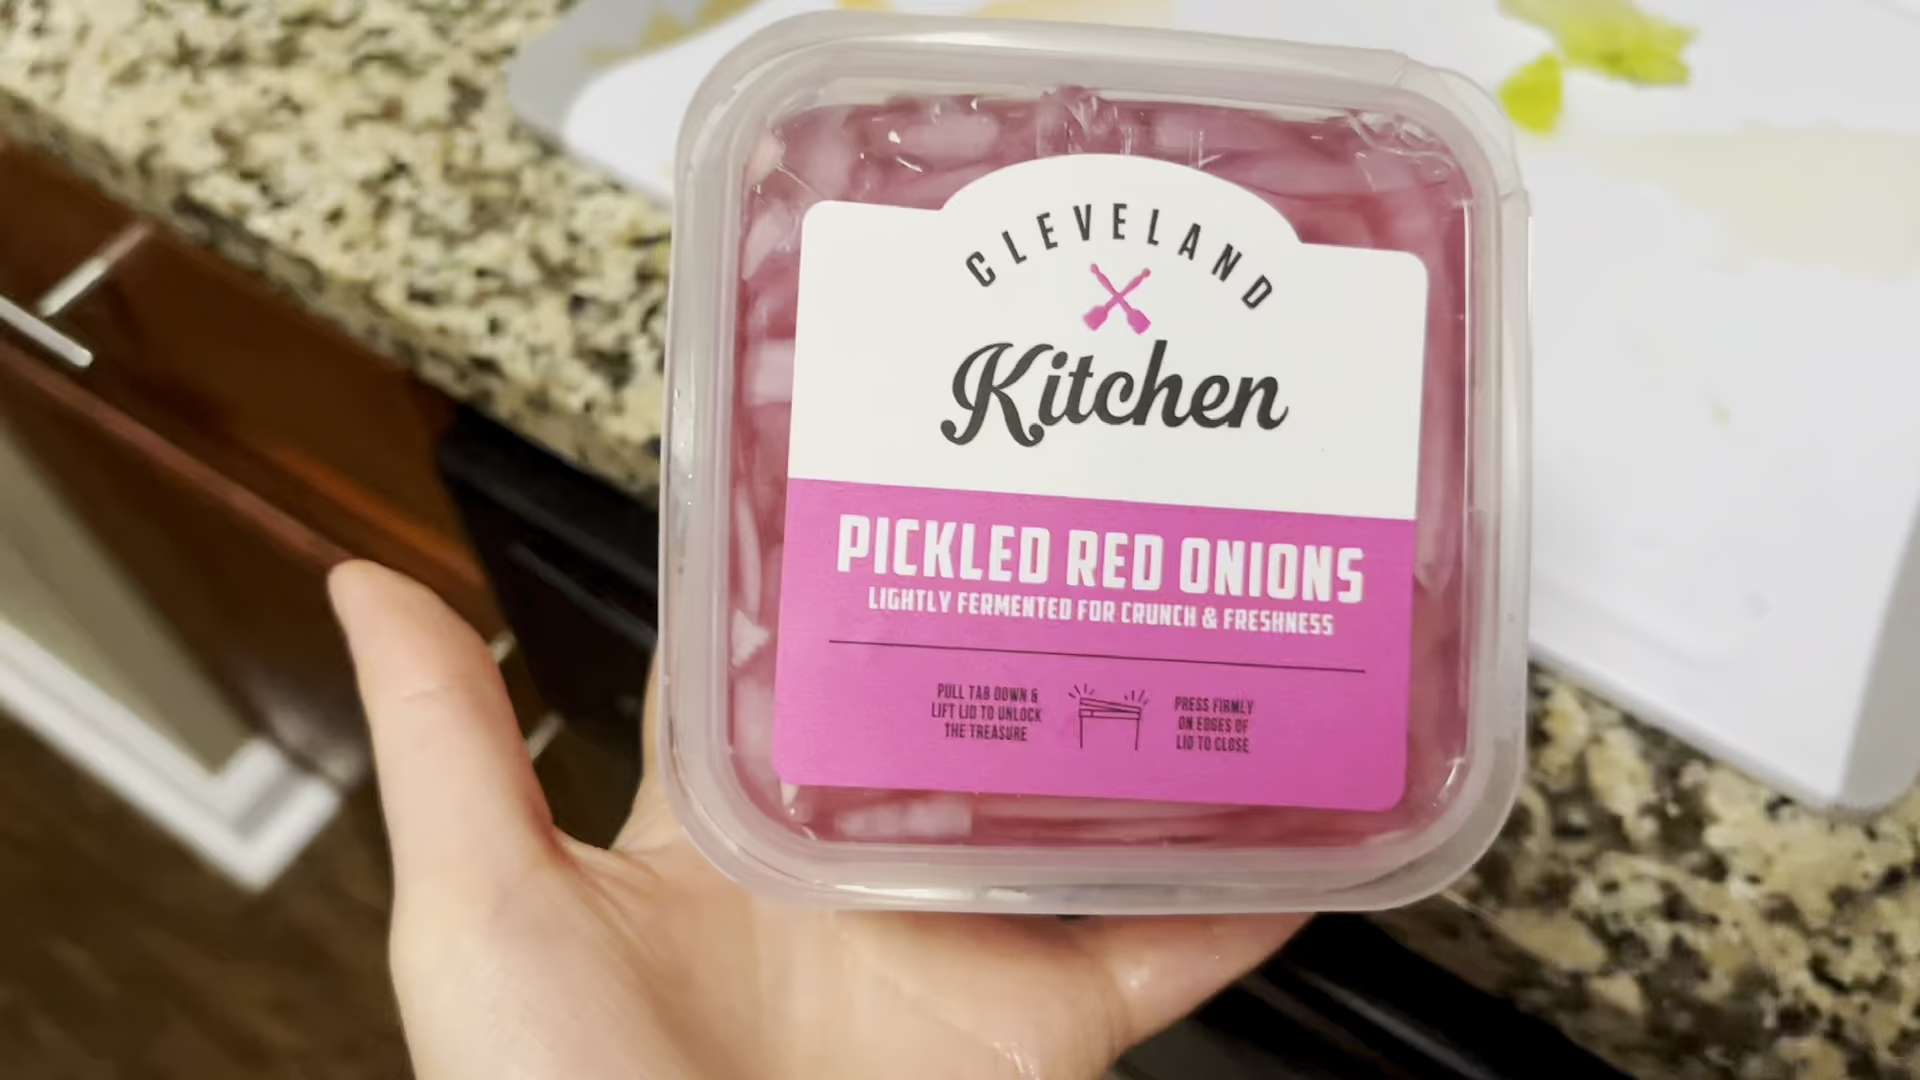 CLEVELAND
Kitchen
PICKLED RED ONIONS
LIGHTLY FERMENTED FOR CRUNCH & FRESHNESS
PULL TAB DOWN &
LIFT LID TO UNLOCK
THE TREASURE
PRESS FIRMLY
ON EDGES OF
LID TO CLOSE